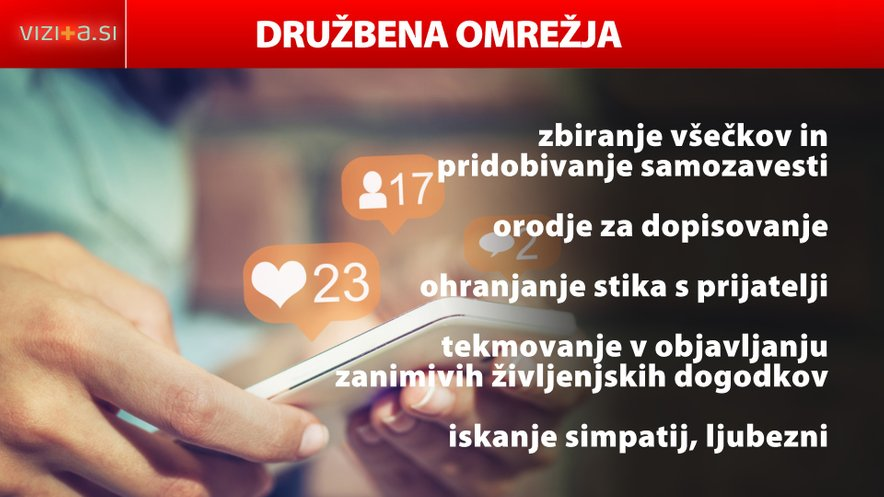 VIZITA.SI
DRUŽBENA OMREŽJA
zbiranje všečkov in
pridobivanje samozavesti
17
orodje za dopisovanje
2
23
ohranjanje stika s prijatelji
tekmovanje v objavljanju
zanimivih življenjskih dogodkov
iskanje simpatij, ljubezni